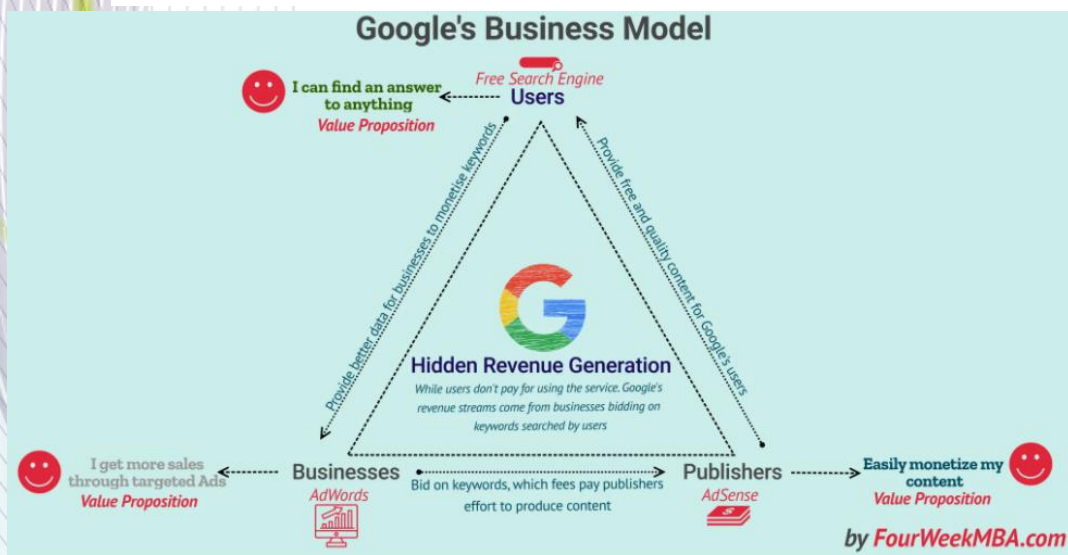 Google's Business Model
Free Search Engine
Users
I can find an answer
to anything
Value Proposition
Provide better data for businesses to monetise keywords
Provide free and quality content for Google's users
G
Hidden Revenue Generation
While users don't pay for using the service. Google's
revenue streams come from businesses bidding on
keywords searched by users
I get more sales
through targeted Ads
Value Proposition
Businesses
AdWords
Bid on keywords, which fees pay publishers
effort to produce content
Publishers
AdSense
Easily monetize my
content
Value Proposition
by FourWeekMBA.com